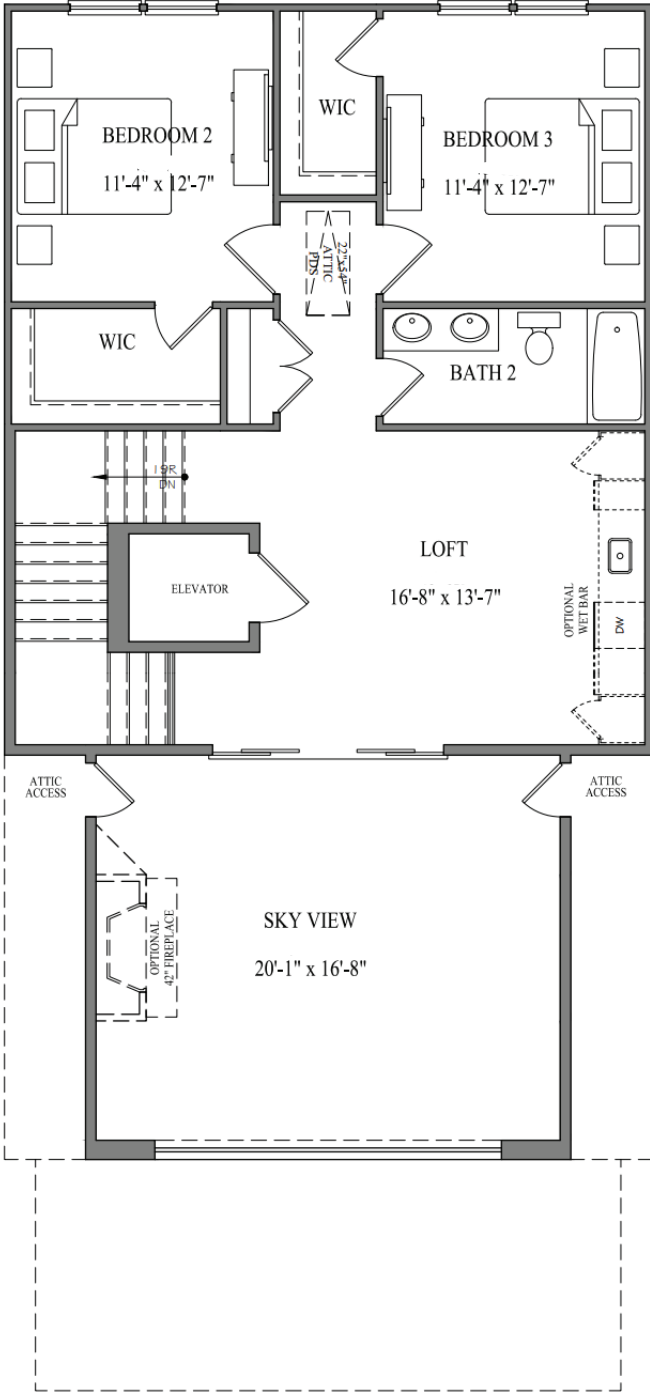 WIC
BEDROOM 2
11'-4" x 12'-7"
BEDROOM 3
11'-4" x 12'-7"
22"x54"
ATTIC
PDS
WIC
BATH 2
19R
DN
ELEVATOR
LOFT
16'-8" x 13'-7"
OPTIONAL
WET BAR
DW
ATTIC
ACCESS
ATTIC
ACCESS
OPTIONAL
42" FIREPLACE
SKY VIEW
20'-1" x 16'-8"